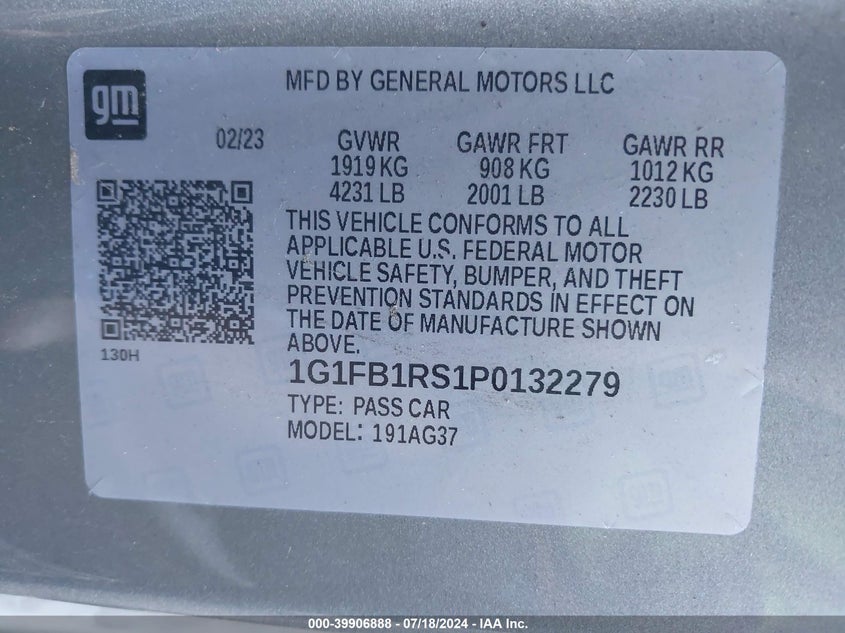 gm
MFD BY GENERAL MOTORS LLC
02/23 GVWR GAWR FRT GAWR RR
1919 KG 908 KG 1012 KG
4231 LB 2001 LB 2230 LB
THIS VEHICLE CONFORMS TO ALL
APPLICABLE U.S. FEDERAL MOTOR
VEHICLE SAFETY, BUMPER, AND THEFT
PREVENTION STANDARDS IN EFFECT ON
THE DATE OF MANUFACTURE SHOWN
ABOVE.
130H
1G1FB1RS1P0132279
TYPE: PASS CAR
MODEL: 191AG37
000-39906888 / 07/18/2024 - IAA Inc.